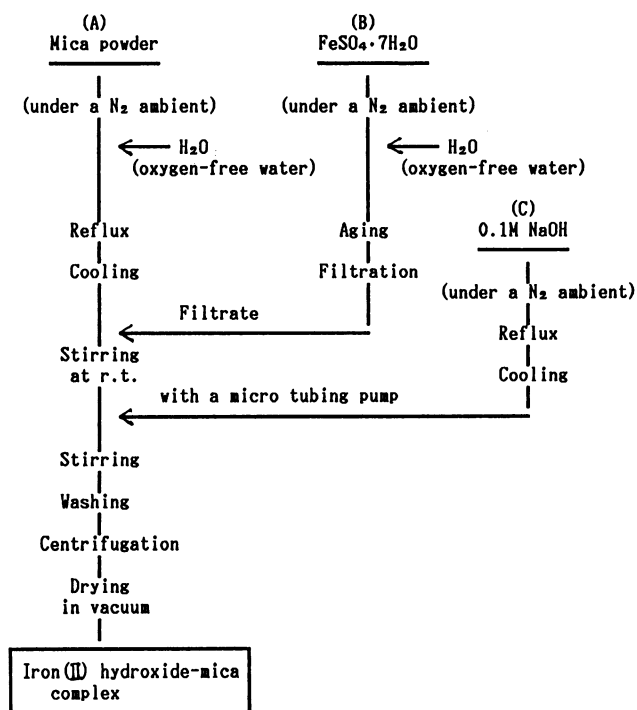 (A)
Mica powder
(B)
FeSO₄·7H₂O
(under a N₂ ambient)
(under a N₂ ambient)
H₂O
(oxygen-free water)
H₂O
(oxygen-free water)
(C)
0.1M NaOH
Reflux
Aging
Cooling
Filtration
(under a N₂ ambient)
Filtrate
Reflux
Stirring
at r.t.
Cooling
with a micro tubing pump
Stirring
Washing
Centrifugation
Drying
in vacuum
Iron(Ⅱ) hydroxide-mica
complex